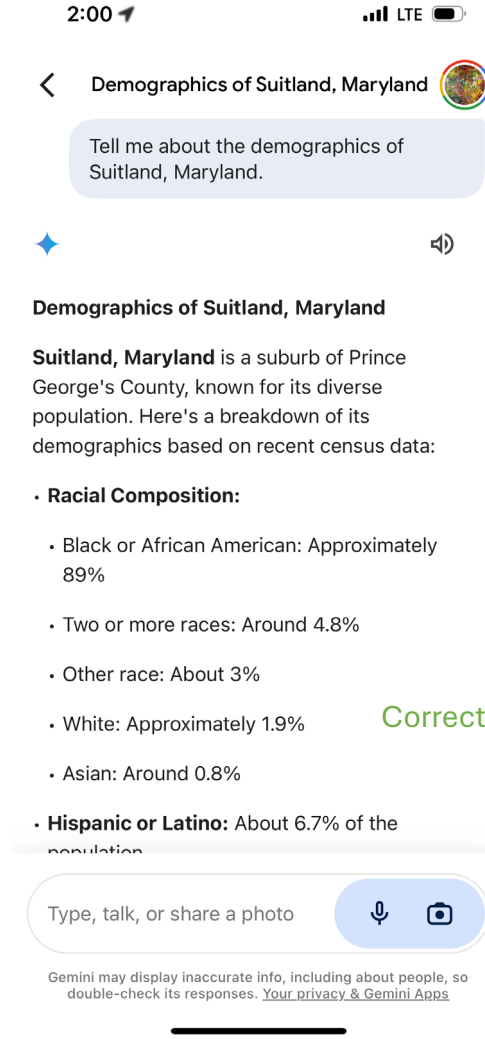 2:00
LTE
Demographics of Suitland, Maryland
Tell me about the demographics of
Suitland, Maryland.
Demographics of Suitland, Maryland
Suitland, Maryland is a suburb of Prince
George's County, known for its diverse
population. Here's a breakdown of its
demographics based on recent census data:
• Racial Composition:
• Black or African American: Approximately
89%
• Two or more races: Around 4.8%
• Other race: About 3%
• White: Approximately 1.9%
Correct
• Asian: Around 0.8%
• Hispanic or Latino: About 6.7% of the
population
Type, talk, or share a photo
Gemini may display inaccurate info, including about people, so
double-check its responses. Your privacy & Gemini Apps